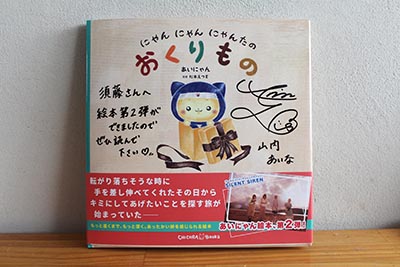 にゃん にゃん にゃんたの
おくりもの
あいにゃん
須藤さんへ
絵本第2弾が
できましたので
ぜひ読んで
下さい♡
山内
あいな
転がり落ちそうな時に
手を差し伸べてくれたその日から
キミにしてあげたいことを探す旅が
始まっていた——
SILENT SIREN
あいにゃん絵本、第2弾!